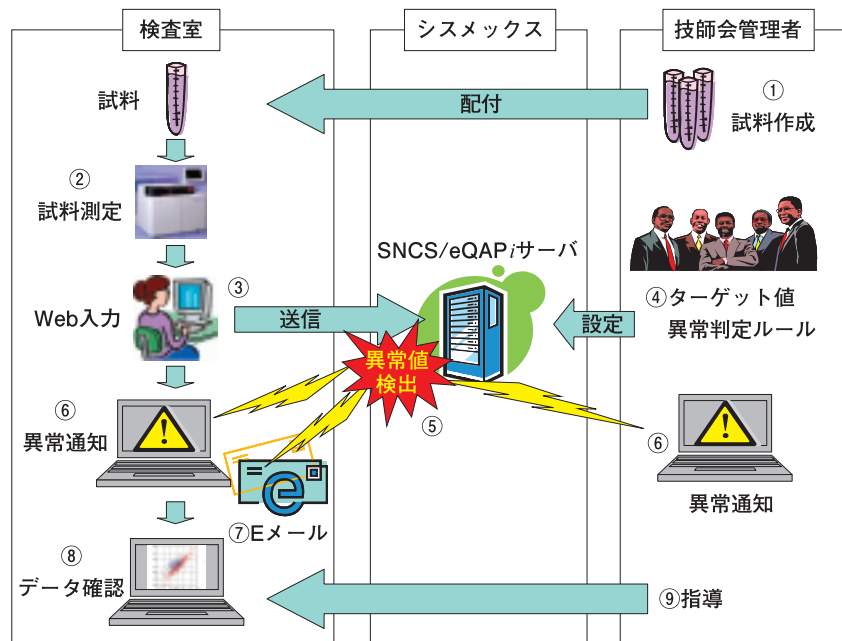 検査室
シスメックス
技師会管理者
試料
配付
①
試料作成
②
試料測定
SNCS/eQAPiサーバ
Web入力
③
送信
設定
④ターゲット値
異常判定ルール
異常値
検出
⑤
⑥
異常通知
!
⑥
!
異常通知
e
⑦Eメール
⑧
データ確認
⑨指導